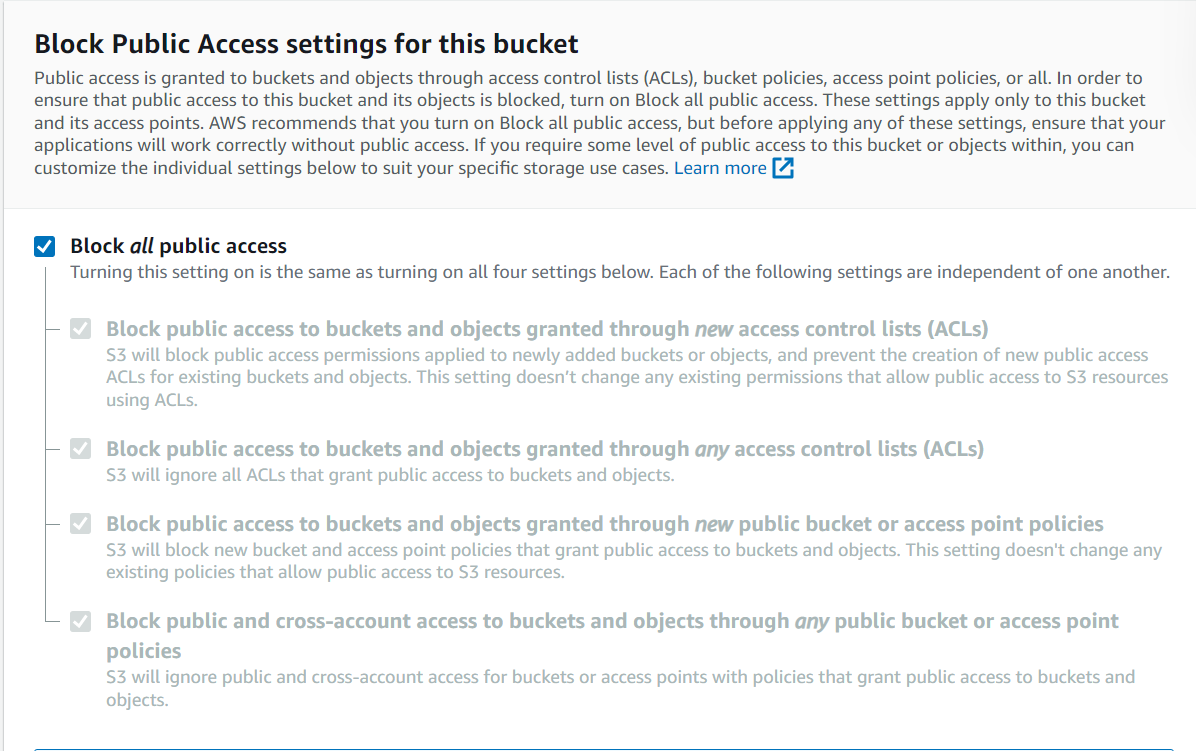 Block Public Access settings for this bucket
Public access is granted to buckets and objects through access control lists (ACLs), bucket policies, access point policies, or all. In order to
ensure that public access to this bucket and its objects is blocked, turn on Block all public access. These settings apply only to this bucket
and its access points. AWS recommends that you turn on Block all public access, but before applying any of these settings, ensure that your
applications will work correctly without public access. If you require some level of public access to this bucket or objects within, you can
customize the individual settings below to suit your specific storage use cases. Learn more
Block all public access
Turning this setting on is the same as turning on all four settings below. Each of the following settings are independent of one another.
Block public access to buckets and objects granted through new access control lists (ACLs)
S3 will block public access permissions applied to newly added buckets or objects, and prevent the creation of new public access
ACLs for existing buckets and objects. This setting doesn’t change any existing permissions that allow public access to S3 resources
using ACLs.
Block public access to buckets and objects granted through any access control lists (ACLs)
S3 will ignore all ACLs that grant public access to buckets and objects.
Block public access to buckets and objects granted through new public bucket or access point policies
S3 will block new bucket and access point policies that grant public access to buckets and objects. This setting doesn't change any
existing policies that allow public access to S3 resources.
Block public and cross-account access to buckets and objects through any public bucket or access point
policies
S3 will ignore public and cross-account access for buckets or access points with policies that grant public access to buckets and
objects.